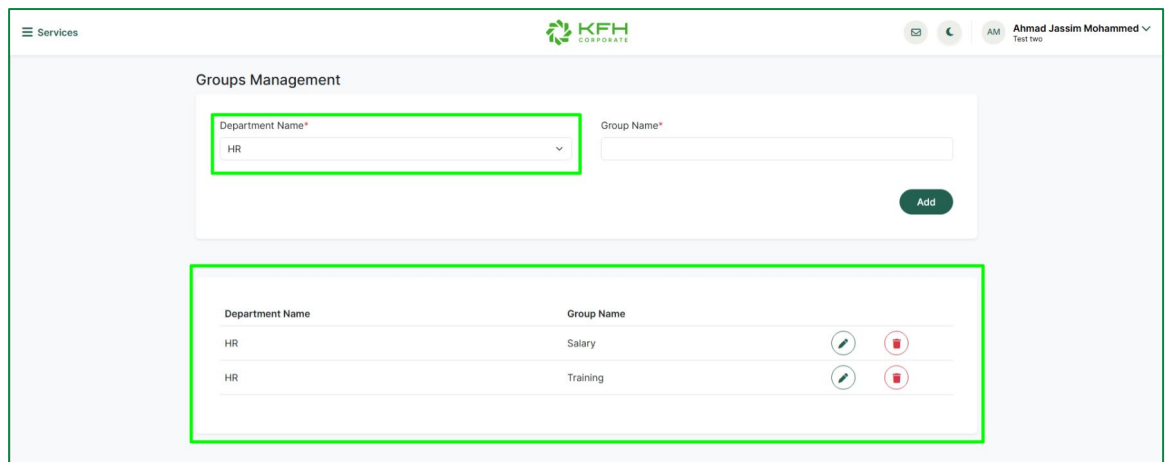 Services
KFH
CORPORATE
AM
Ahmad Jassim Mohammed
Test two
Groups Management
Department Name*
Group Name*
HR
Add
Department Name Group Name
HR Salary
HR Training